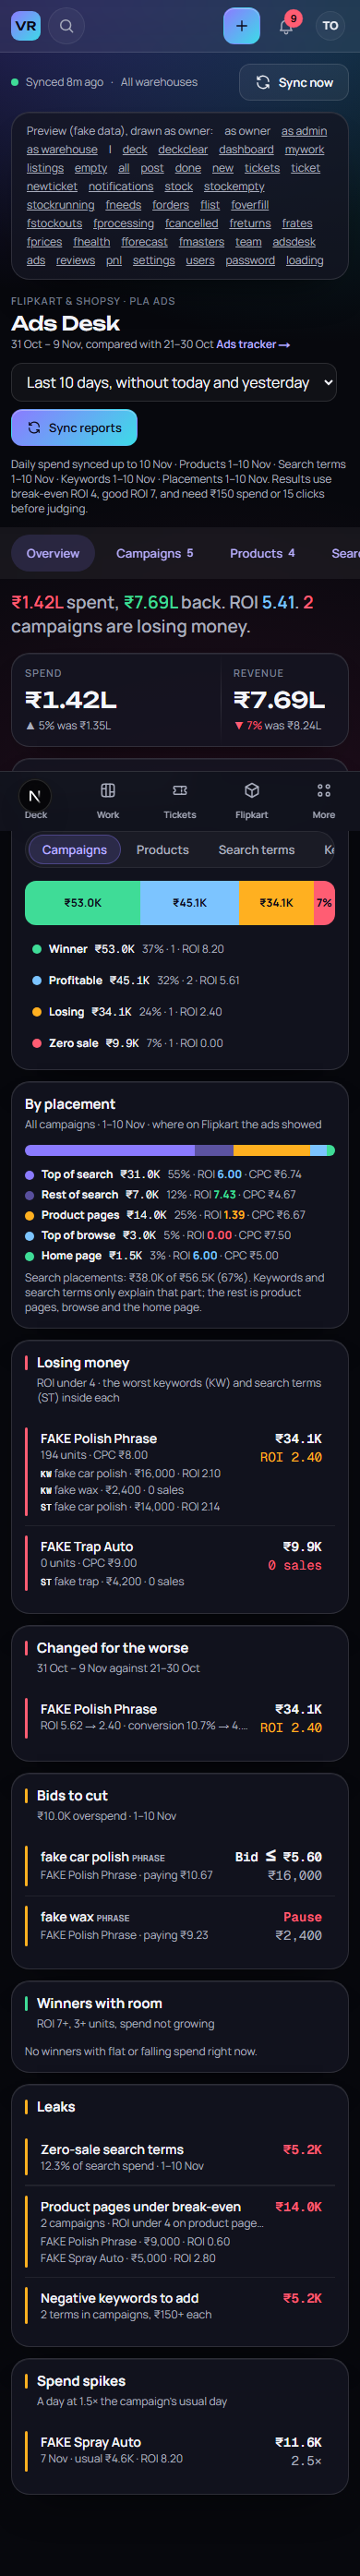 VR
9
TO
Synced 8m ago · All warehouses
Sync now
Preview (fake data), drawn as owner: as owner as admin
as warehouse | deck deckclear dashboard mywork
listings empty all post done new tickets ticket
newticket notifications stock stockempty
stockrunning fneeds forders flist foverfill
fstockouts fprocessing fcancelled freturns frates
fprices fhealth fforecast fmasters team adsdesk
ads reviews pnl settings users password loading
FLIPKART & SHOPSY · PLA ADS
Ads Desk
31 Oct – 9 Nov, compared with 21–30 Oct Ads tracker →
Last 10 days, without today and yesterday
Sync reports
Daily spend synced up to 10 Nov · Products 1–10 Nov · Search terms
1–10 Nov · Keywords 1–10 Nov · Placements 1–10 Nov. Results use
break-even ROI 4, good ROI 7, and need ₹150 spend or 15 clicks
before judging.
Overview Campaigns 5 Products 4 Sear
₹1.42L spent, ₹7.69L back. ROI 5.41. 2
campaigns are losing money.
SPEND REVENUE
₹1.42L ₹7.69L
▲ 5% was ₹1.35L ▼ 7% was ₹8.24L
N
Deck Work Tickets Flipkart More
Campaigns Products Search terms Ke
₹53.0K ₹45.1K ₹34.1K 7%
Winner ₹53.0K 37% · 1 · ROI 8.20
Profitable ₹45.1K 32% · 2 · ROI 5.61
Losing ₹34.1K 24% · 1 · ROI 2.40
Zero sale ₹9.9K 7% · 1 · ROI 0.00
By placement
All campaigns · 1–10 Nov · where on Flipkart the ads showed
Top of search ₹31.0K 55% · ROI 6.00 · CPC ₹6.74
Rest of search ₹7.0K 12% · ROI 7.43 · CPC ₹4.67
Product pages ₹14.0K 25% · ROI 1.39 · CPC ₹6.67
Top of browse ₹3.0K 5% · ROI 0.00 · CPC ₹7.50
Home page ₹1.5K 3% · ROI 6.00 · CPC ₹5.00
Search placements: ₹38.0K of ₹56.5K (67%). Keywords and
search terms only explain that part; the rest is product
pages, browse and the home page.
Losing money
ROI under 4 · the worst keywords (KW) and search terms
(ST) inside each
FAKE Polish Phrase ₹34.1K
194 units · CPC ₹8.00 ROI 2.40
KW fake car polish · ₹16,000 · ROI 2.10
KW fake wax · ₹2,400 · 0 sales
ST fake car polish · ₹14,000 · ROI 2.14
FAKE Trap Auto ₹9.9K
0 units · CPC ₹9.00 0 sales
ST fake trap · ₹4,200 · 0 sales
Changed for the worse
31 Oct – 9 Nov against 21–30 Oct
FAKE Polish Phrase ₹34.1K
ROI 5.62 → 2.40 · conversion 10.7% → 4.... ROI 2.40
Bids to cut
₹10.0K overspend · 1–10 Nov
fake car polish PHRASE Bid ≤ ₹5.60
FAKE Polish Phrase · paying ₹10.67 ₹16,000
fake wax PHRASE Pause
FAKE Polish Phrase · paying ₹9.23 ₹2,400
Winners with room
ROI 7+, 3+ units, spend not growing
No winners with flat or falling spend right now.
Leaks
Zero-sale search terms ₹5.2K
12.3% of search spend · 1–10 Nov
Product pages under break-even ₹14.0K
2 campaigns · ROI under 4 on product page...
FAKE Polish Phrase · ₹9,000 · ROI 0.60
FAKE Spray Auto · ₹5,000 · ROI 2.80
Negative keywords to add ₹5.2K
2 terms in campaigns, ₹150+ each
Spend spikes
A day at 1.5× the campaign's usual day
FAKE Spray Auto ₹11.6K
7 Nov · usual ₹4.6K · ROI 8.20 2.5×